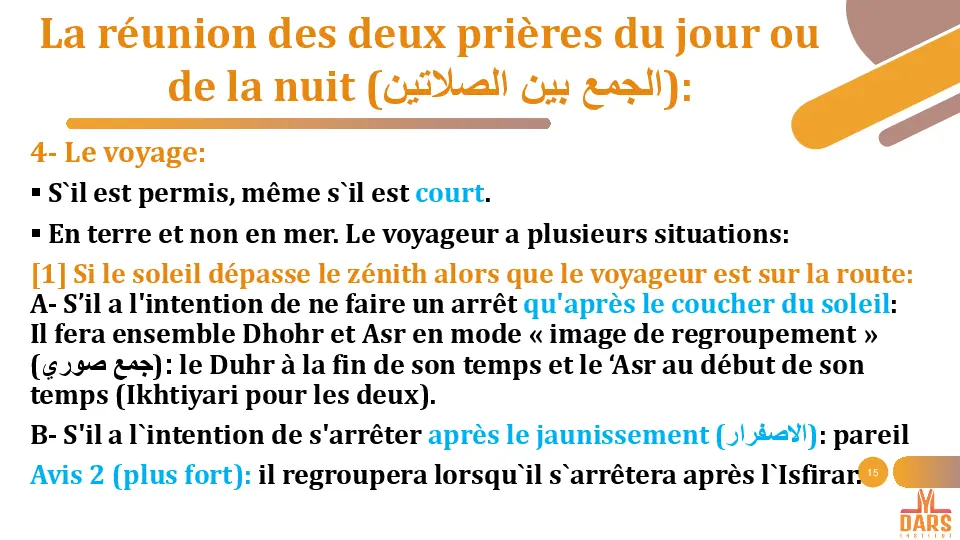 La réunion des deux prières du jour ou
de la nuit (الجمع بين الصلاتين):
4- Le voyage:
▪ S`il est permis, même s`il est court.
▪ En terre et non en mer. Le voyageur a plusieurs situations:
[1] Si le soleil dépasse le zénith alors que le voyageur est sur la route:
A- S’il a l'intention de ne faire un arrêt qu'après le coucher du soleil:
Il fera ensemble Dhohr et Asr en mode « image de regroupement »
(جمع صوري): le Duhr à la fin de son temps et le ‘Asr au début de son
temps (Ikhtiyari pour les deux).
B- S'il a l`intention de s'arrêter après le jaunissement (الاصفرار): pareil
Avis 2 (plus fort): il regroupera lorsqu`il s`arrêtera après l`Isfirar.
15
DARS
INSTITUT